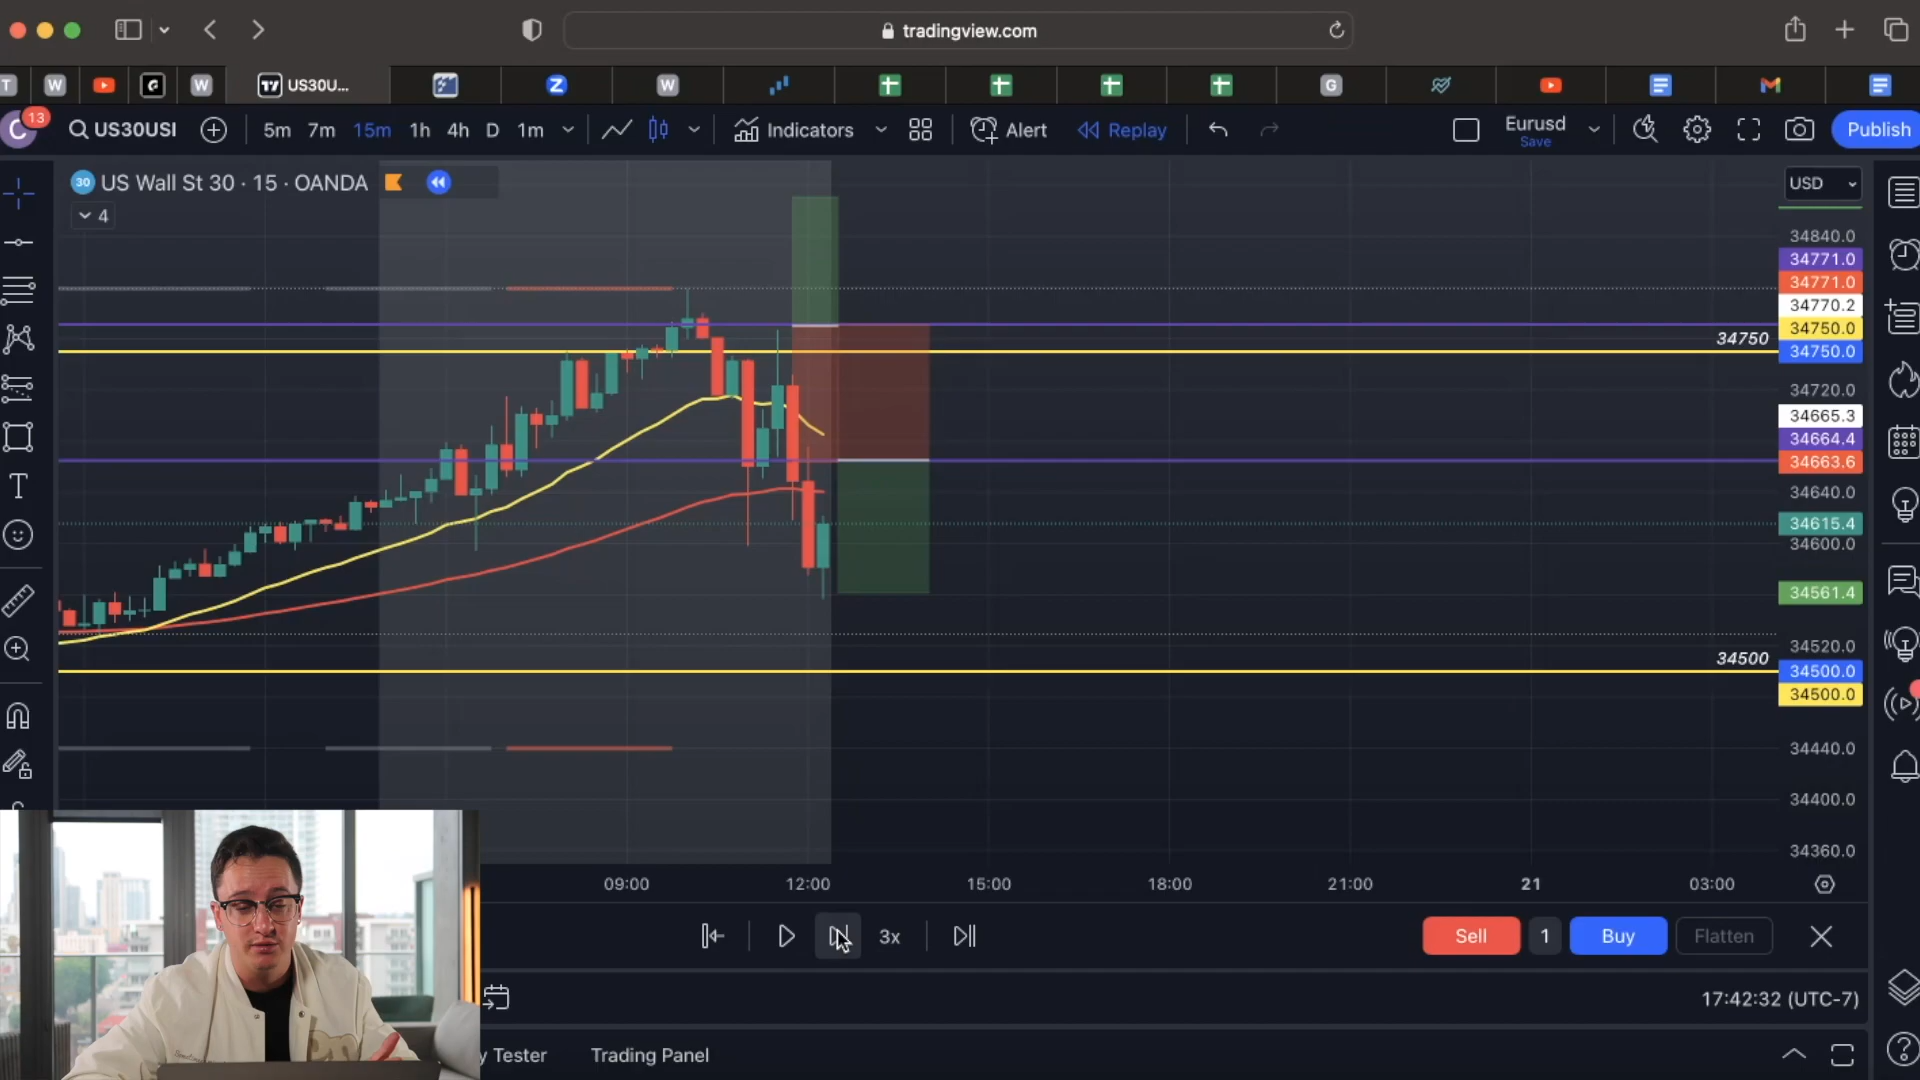 tradingview.com
T
W
W
US30U...
Z
W
G
C
13
US30USI
5m 7m 15m 1h 4h D 1m
Indicators
Alert
Replay
Eurusd
Save
Publish
30 US Wall St 30 · 15 · OANDA
4
USD
34840.0
34771.0
34771.0
34770.2
34750.0
34750
34750.0
34720.0
34665.3
34664.4
34663.6
34640.0
34615.4
34600.0
34561.4
34520.0
34500
34500.0
34500.0
34440.0
34400.0
34360.0
09:00 12:00 15:00 18:00 21:00 21 03:00
3x
Sell 1 Buy Flatten
17:42:32 (UTC-7)
y Tester Trading Panel